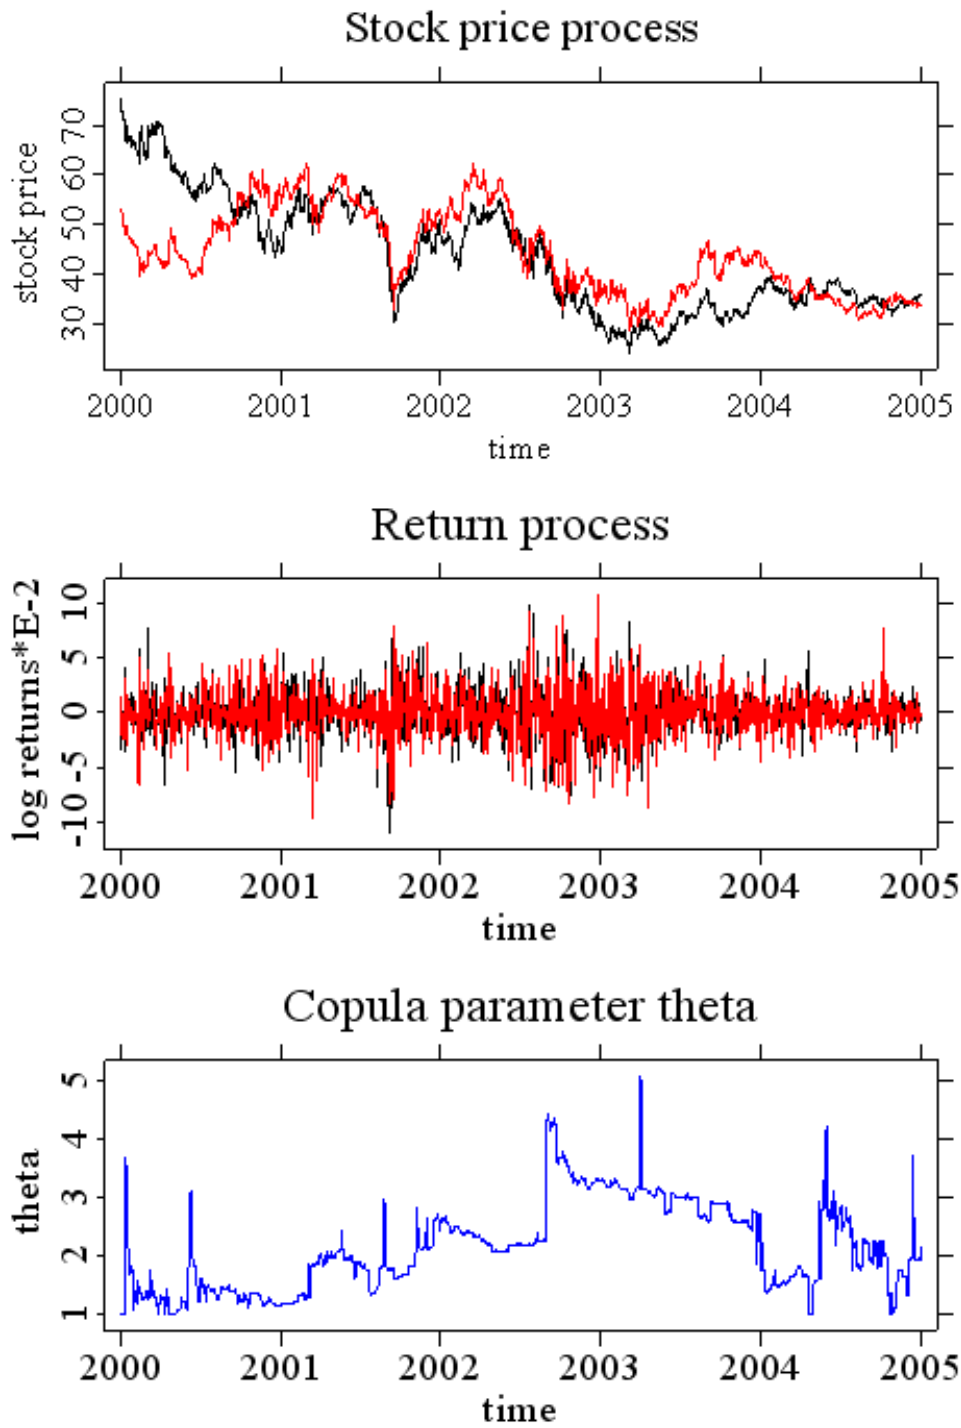 Stock price process
stock price
70
60
50
40
30
2000 2001 2002 2003 2004 2005
time
Return process
log returns*E-2
10
5
0
-5
-10
2000 2001 2002 2003 2004 2005
time
Copula parameter theta
theta
5
4
3
2
1
2000 2001 2002 2003 2004 2005
time